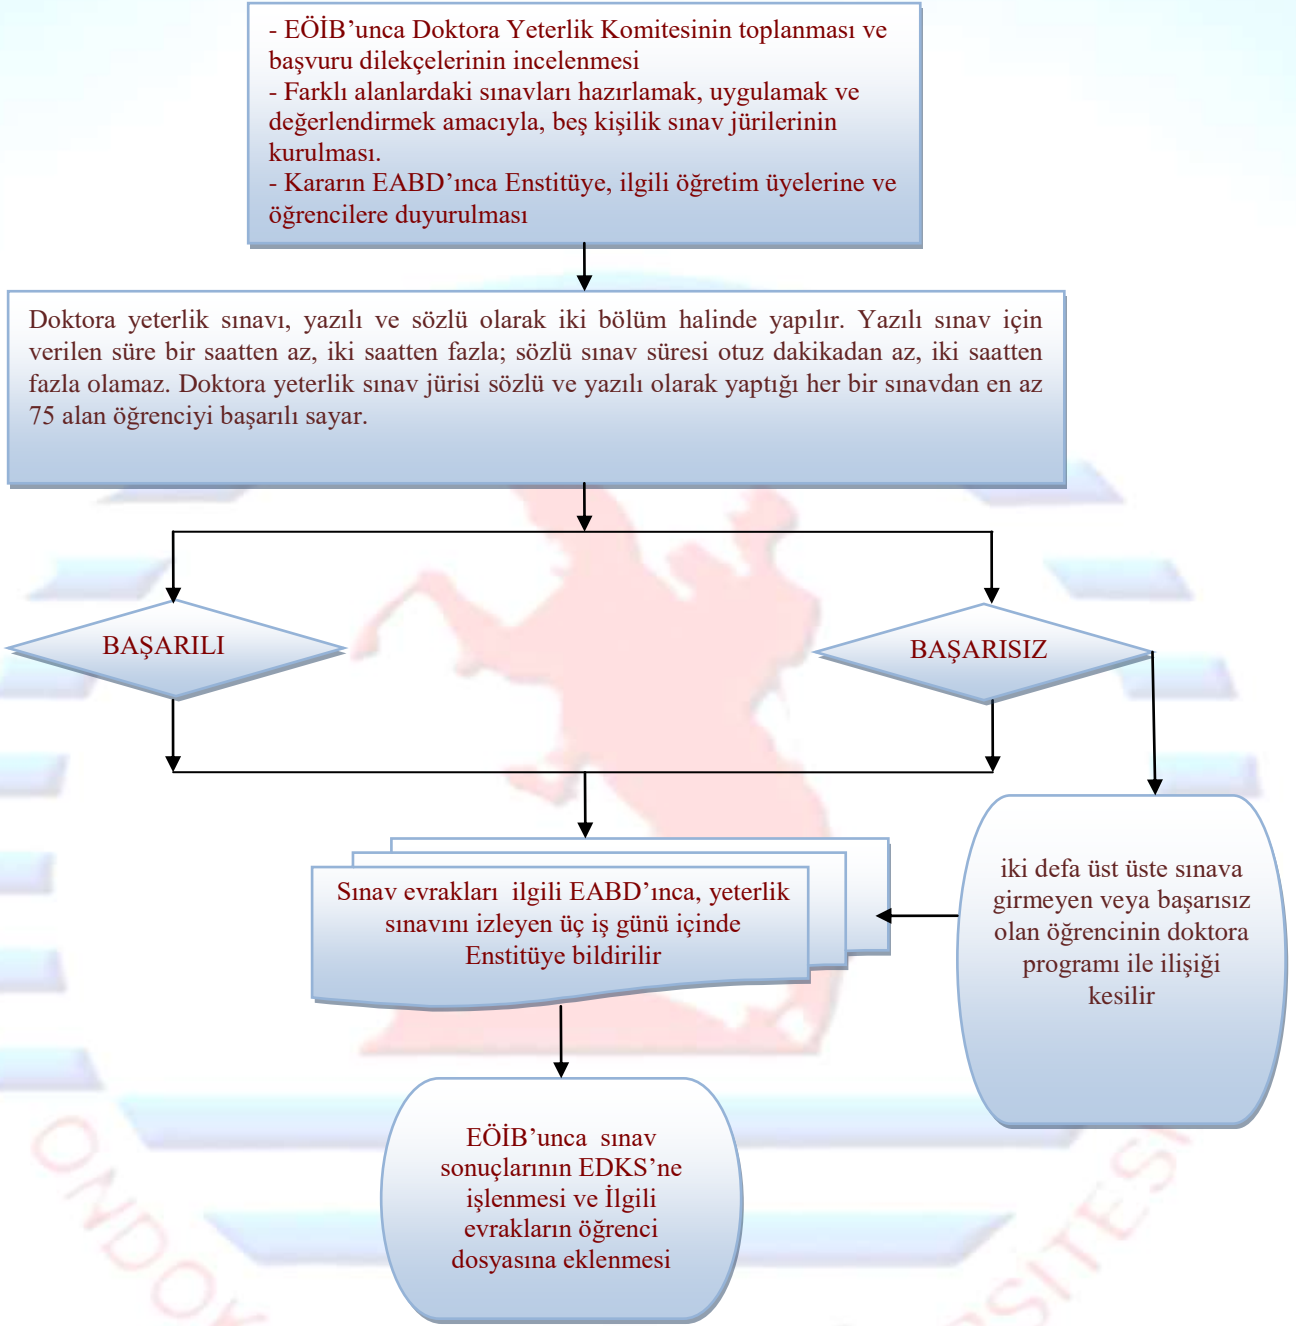 - EÖİB’unca Doktora Yeterlik Komitesinin toplanması ve
başvuru dilekçelerinin incelenmesi
- Farklı alanlardaki sınavları hazırlamak, uygulamak ve
değerlendirmek amacıyla, beş kişilik sınav jürilerinin
kurulması.
- Kararın EABD’ınca Enstitüye, ilgili öğretim üyelerine ve
öğrencilere duyurulması
Doktora yeterlik sınavı, yazılı ve sözlü olarak iki bölüm halinde yapılır. Yazılı sınav için
verilen süre bir saatten az, iki saatten fazla; sözlü sınav süresi otuz dakikadan az, iki saatten
fazla olamaz. Doktora yeterlik sınav jürisi sözlü ve yazılı olarak yaptığı her bir sınavdan en az
75 alan öğrenciyi başarılı sayar.
BAŞARILI
BAŞARISIZ
Sınav evrakları ilgili EABD’ınca, yeterlik
sınavını izleyen üç iş günü içinde
Enstitüye bildirilir
iki defa üst üste sınava
girmeyen veya başarısız
olan öğrencinin doktora
programı ile ilişiği
kesilir
EÖİB’unca sınav
sonuçlarının EDKS’ne
işlenmesi ve İlgili
evrakların öğrenci
dosyasına eklenmesi